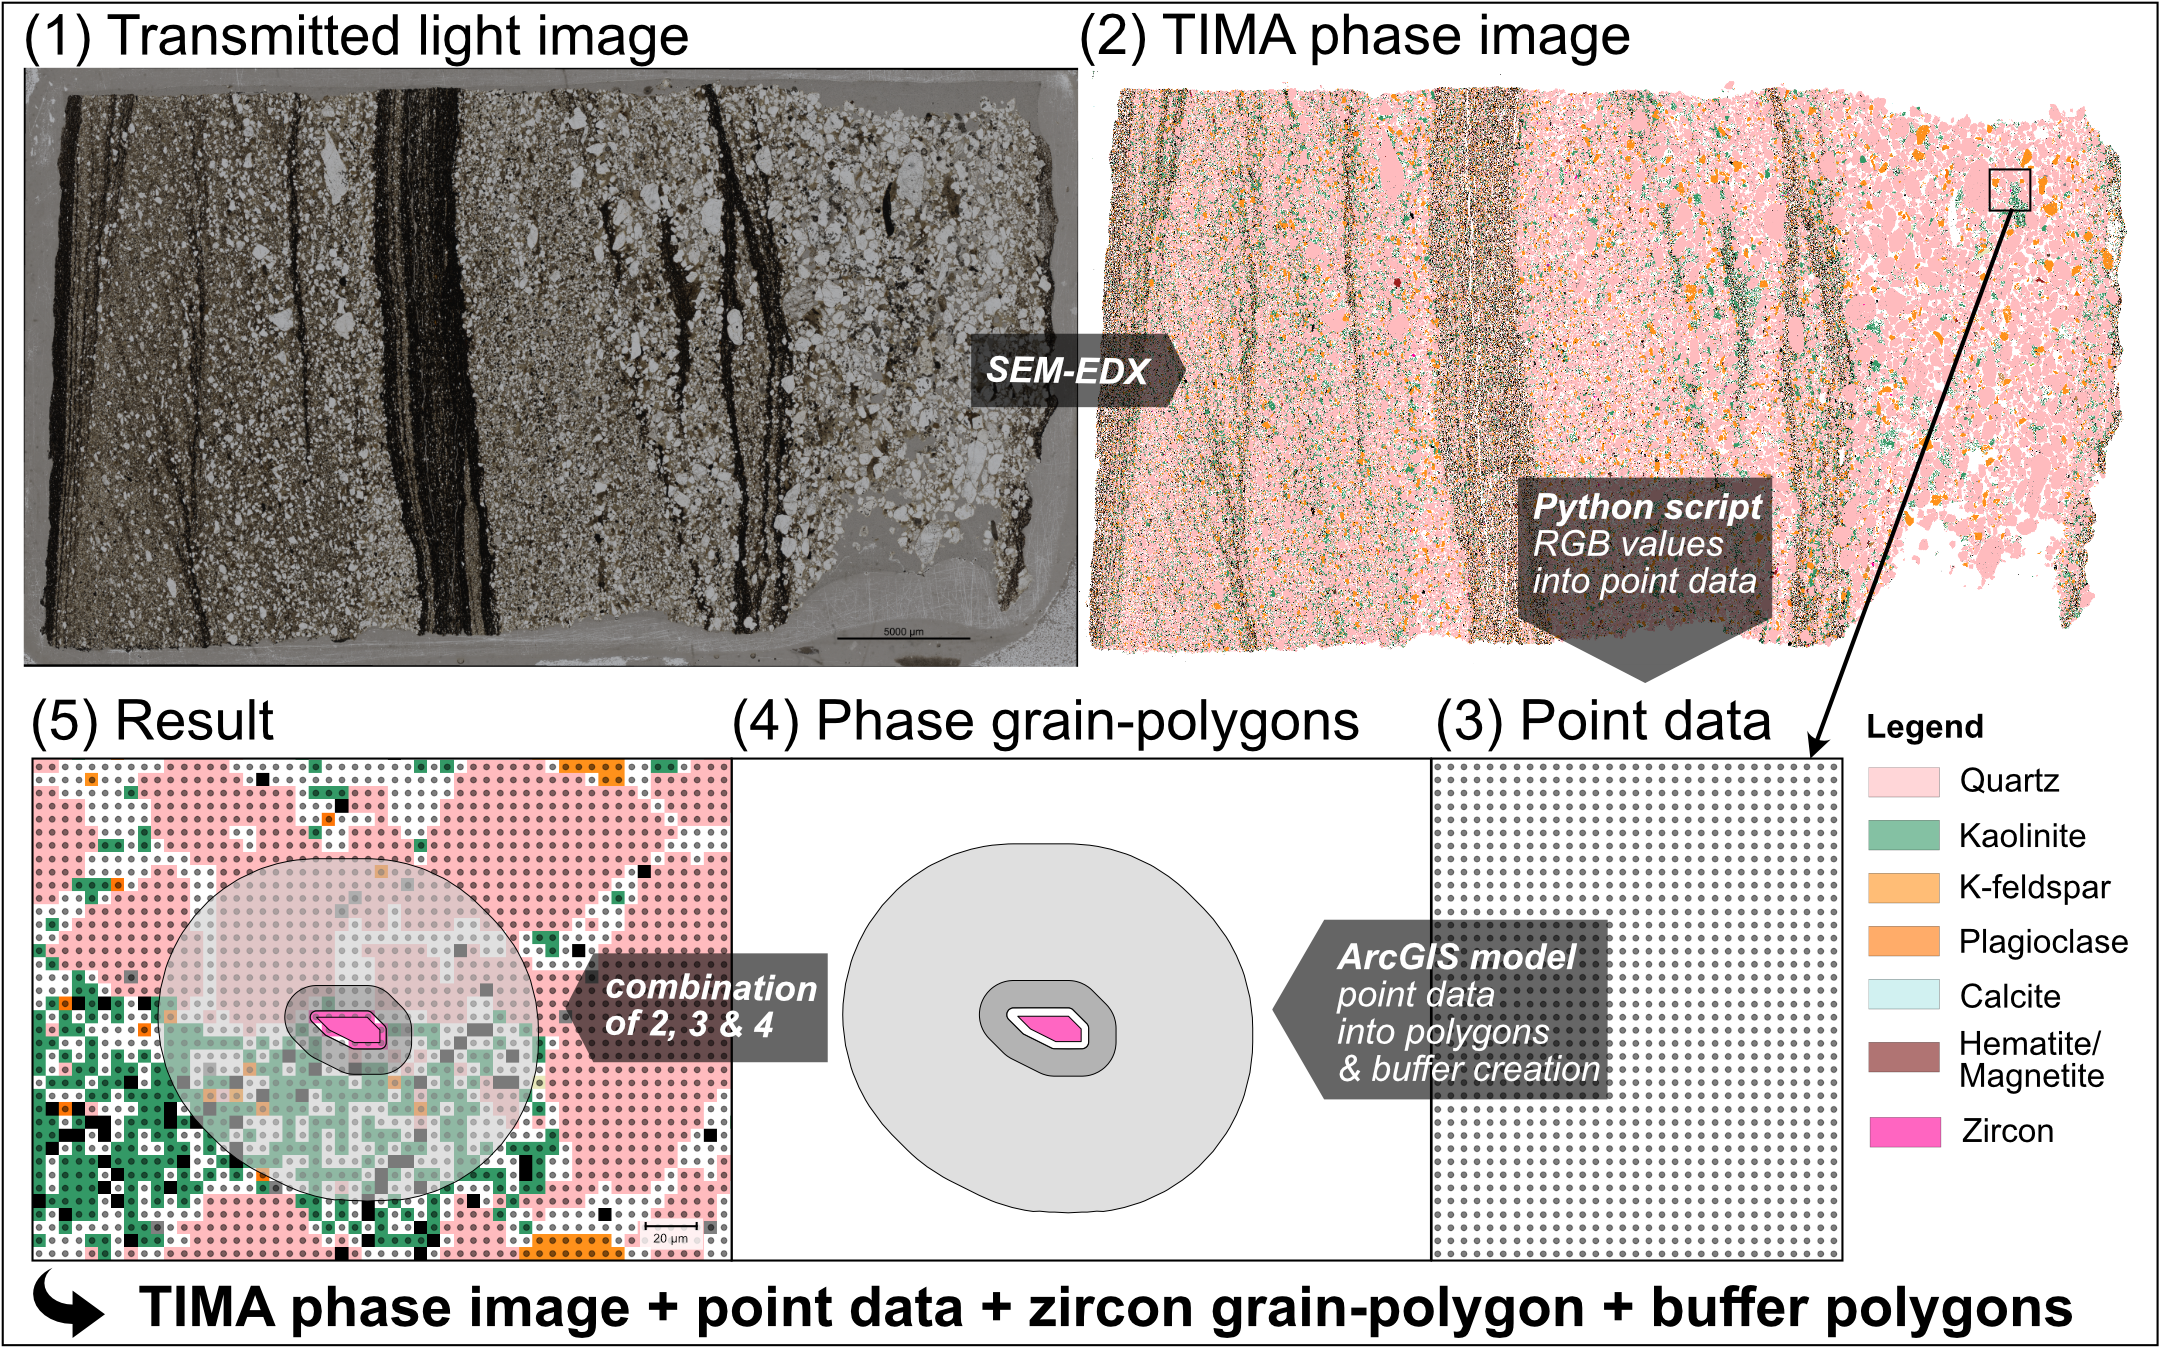 (1) Transmitted light image
(2) TIMA phase image
SEM-EDX
5000 µm
Python script
RGB values
into point data
(5) Result
(4) Phase grain-polygons
(3) Point data
Legend
Quartz
Kaolinite
K-feldspar
Plagioclase
Calcite
Hematite/
Magnetite
Zircon
combination
of 2, 3 & 4
ArcGIS model
point data
into polygons
& buffer creation
20 µm
TIMA phase image + point data + zircon grain-polygon + buffer polygons